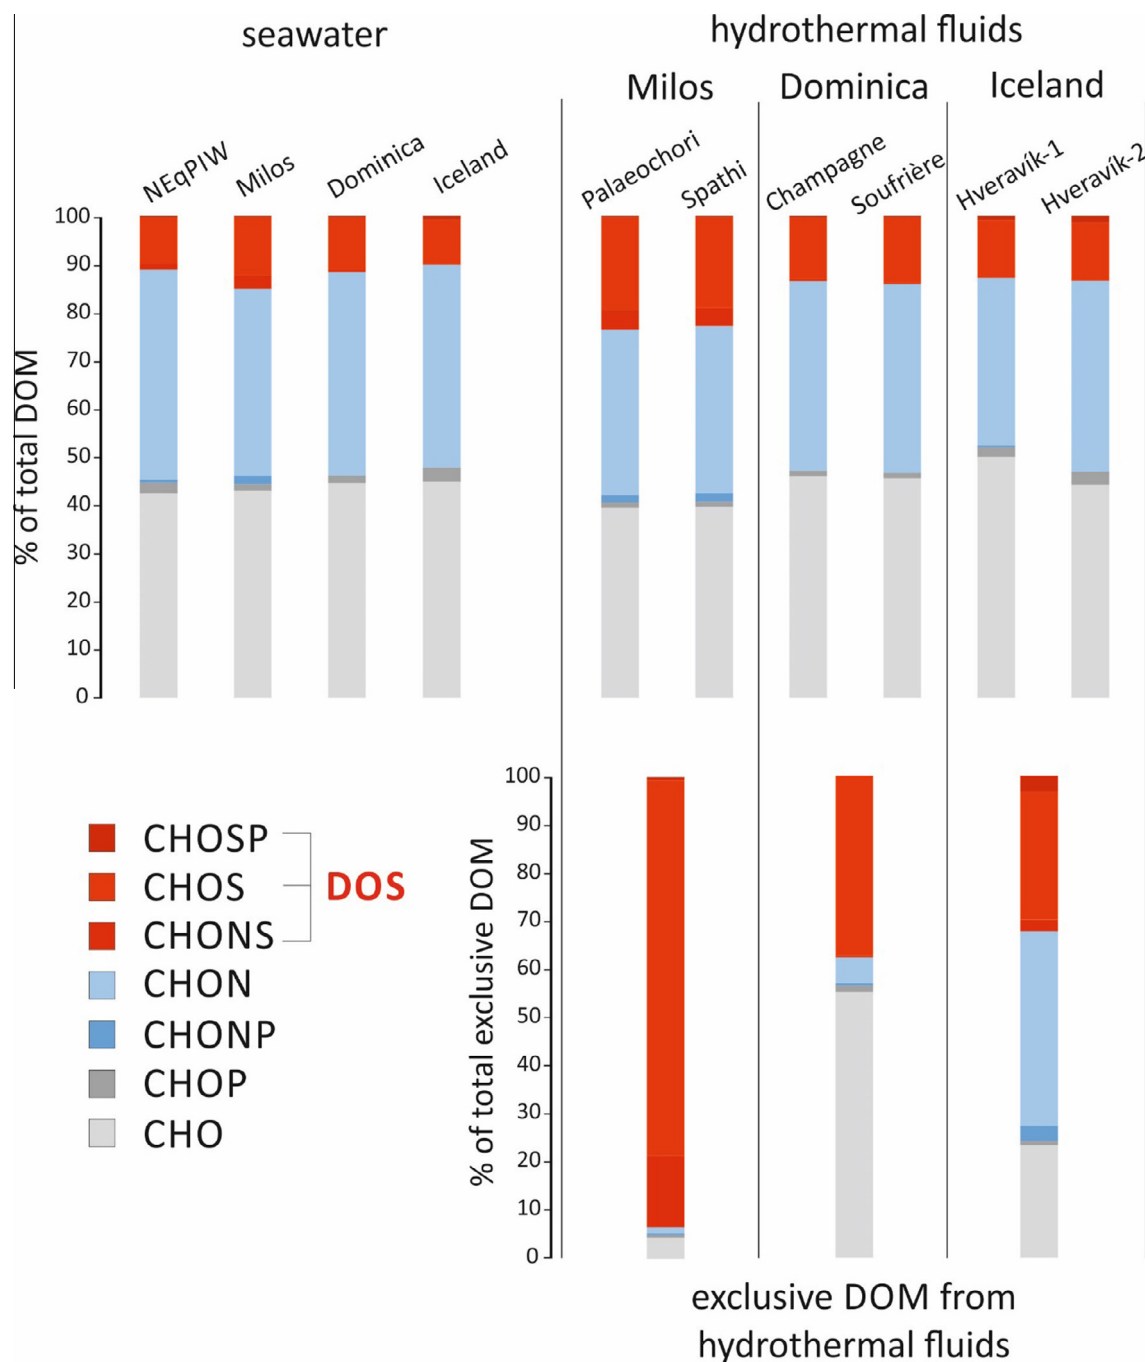 seawater
hydrothermal fluids
Milos
Dominica
Iceland
NEqPIW
Milos
Dominica
Iceland
Palaeochori
Spathi
Champagne
Soufrière
Hveravík-1
Hveravík-2
% of total DOM
100
90
80
70
60
50
40
30
20
10
0
CHOSP
CHOS
CHONS
DOS
CHON
CHONP
CHOP
CHO
% of total exclusive DOM
100
90
80
70
60
50
40
30
20
10
0
exclusive DOM from
hydrothermal fluids